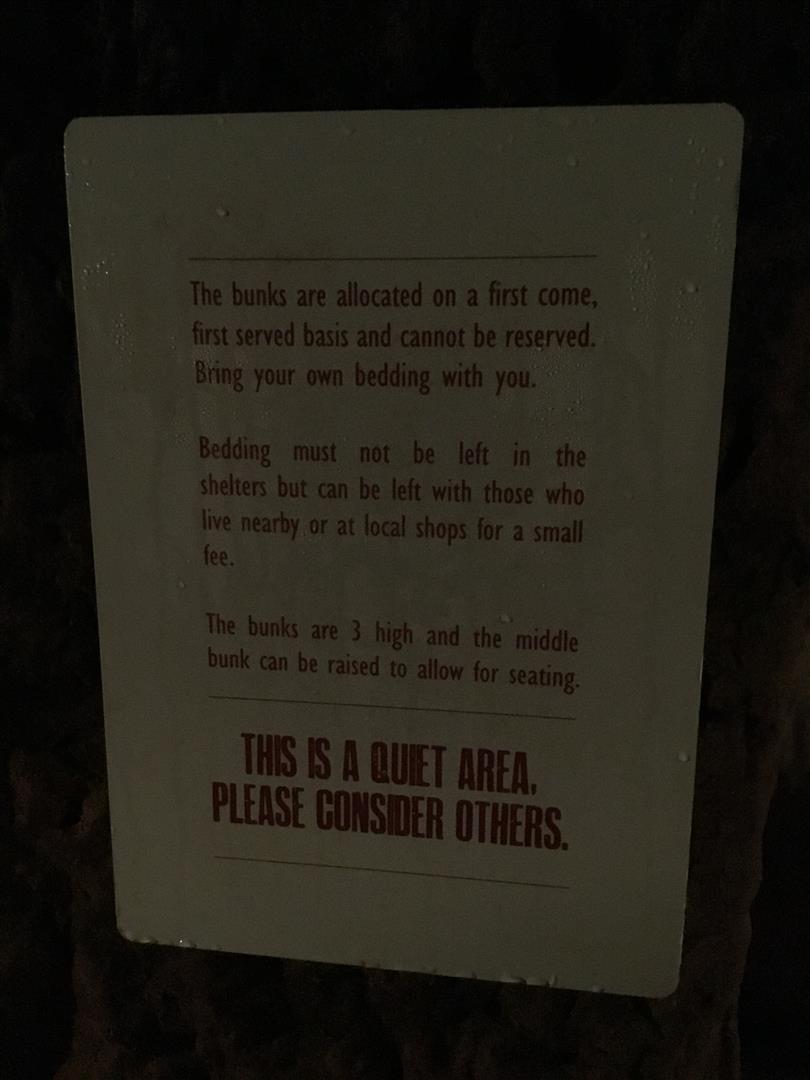 The bunks are allocated on a first come,
first served basis and cannot be reserved.
Bring your own bedding with you.
Bedding must not be left in the
shelters but can be left with those who
live nearby or at local shops for a small
fee.
The bunks are 3 high and the middle
bunk can be raised to allow for seating.
THIS IS A QUIET AREA,
PLEASE CONSIDER OTHERS.